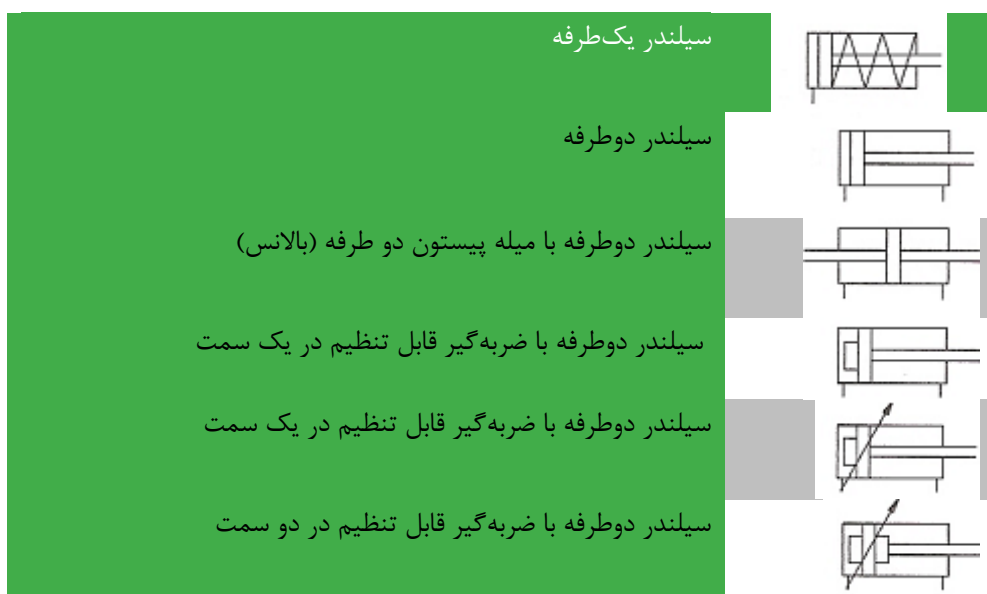 سیلندر یک‌طرفه
سیلندر دوطرفه
سیلندر دوطرفه با میله پیستون دو طرفه (بالانس)
سیلندر دوطرفه با ضربه‌گیر قابل تنظیم در یک سمت
سیلندر دوطرفه با ضربه‌گیر قابل تنظیم در یک سمت
سیلندر دوطرفه با ضربه‌گیر قابل تنظیم در دو سمت